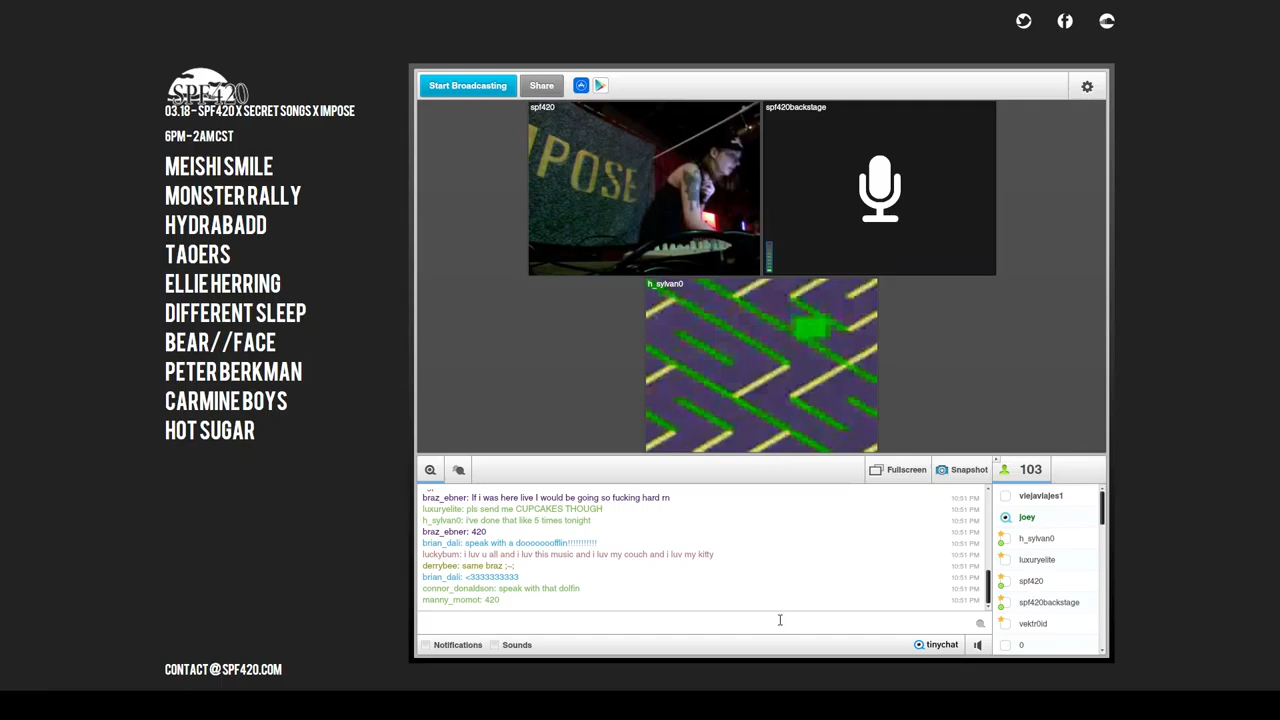 SPF420
03.18 - SPF420 X SECRET SONGS X IMPOSE
6PM - 2AM CST
MEISHI SMILE
MONSTER RALLY
HYDRABADD
TAOERS
ELLIE HERRING
DIFFERENT SLEEP
BEAR//FACE
PETER BERKMAN
CARMINE BOYS
HOT SUGAR
CONTACT@SPF420.COM
Start Broadcasting
Share
spf420
MPOSE
spf420backstage
h_sylvan0
Fullscreen
Snapshot
103
braz_ebner: If i was here live I would be going so fucking hard rn 10:51 PM
luxuryelite: pls send me CUPCAKES THOUGH 10:51 PM
h_sylvan0: i've done that like 5 times tonight 10:51 PM
braz_ebner: 420 10:51 PM
brian_dali: speak with a doooooofflin!!!!!!!!!!! 10:51 PM
luckybum: i luv u all and i luv this music and i luv my couch and i luv my kitty 10:51 PM
derrybee: same braz ;~; 10:51 PM
brian_dali: <3333333333 10:51 PM
connor_donaldson: speak with that dolfin 10:51 PM
manny_momot: 420 10:51 PM
Notifications
Sounds
tinychat
viejaviajes1
joey
h_sylvan0
luxuryelite
spf420
spf420backstage
vektr0id
0